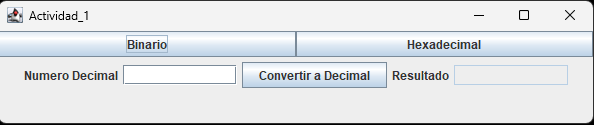 Actividad_1
Binario Hexadecimal
Numero Decimal Convertir a Decimal Resultado